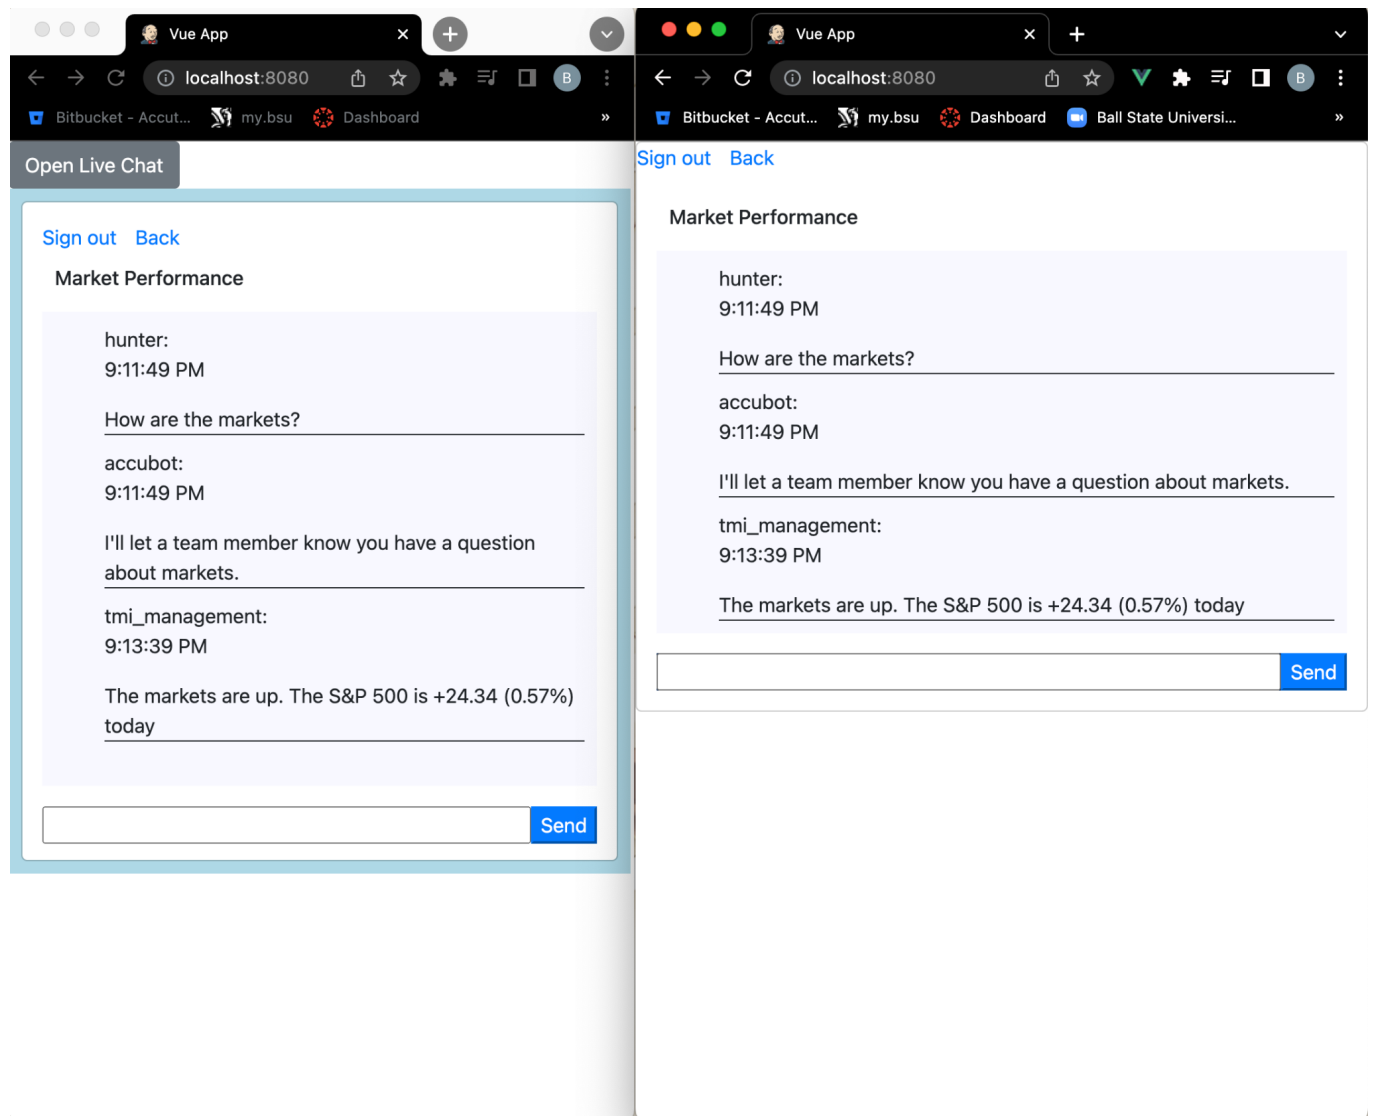 Vue App
localhost:8080
B
Bitbucket - Accut...
my.bsu
Dashboard
»
Open Live Chat
Sign out
Back
Market Performance
hunter:
9:11:49 PM
How are the markets?
accubot:
9:11:49 PM
I'll let a team member know you have a question
about markets.
tmi_management:
9:13:39 PM
The markets are up. The S&P 500 is +24.34 (0.57%)
today
Send
Vue App
localhost:8080
B
Bitbucket - Accut...
my.bsu
Dashboard
Ball State Universi...
»
Sign out
Back
Market Performance
hunter:
9:11:49 PM
How are the markets?
accubot:
9:11:49 PM
I'll let a team member know you have a question about markets.
tmi_management:
9:13:39 PM
The markets are up. The S&P 500 is +24.34 (0.57%) today
Send